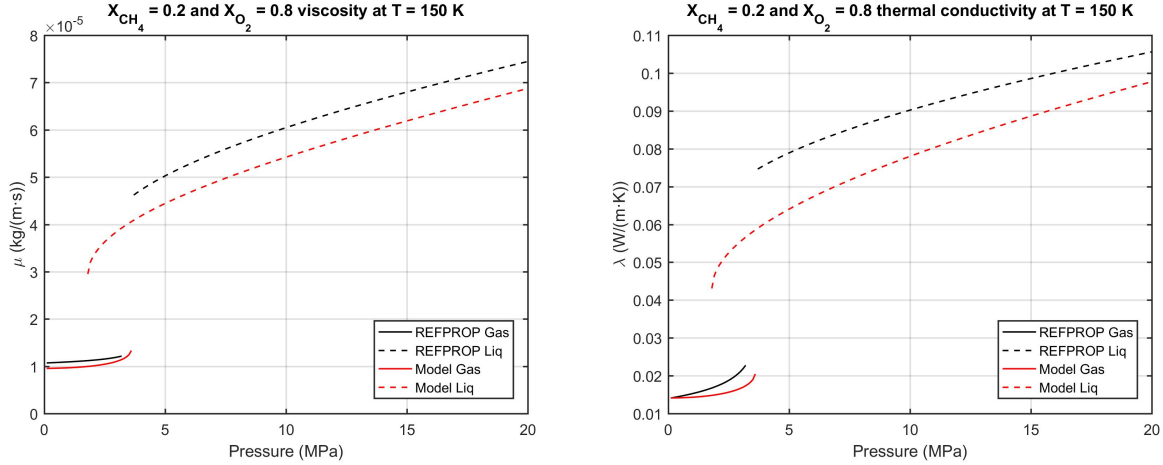 X_CH_4 = 0.2 and X_O_2 = 0.8 viscosity at T = 150 K
×10^-5
8
7
6
5
4
3
2
1
0
μ (kg/(m·s))
0 5 10 15 20
Pressure (MPa)
REFPROP Gas
REFPROP Liq
Model Gas
Model Liq
X_CH_4 = 0.2 and X_O_2 = 0.8 thermal conductivity at T = 150 K
0.11
0.1
0.09
0.08
0.07
0.06
0.05
0.04
0.03
0.02
0.01
λ (W/(m·K))
0 5 10 15 20
Pressure (MPa)
REFPROP Gas
REFPROP Liq
Model Gas
Model Liq